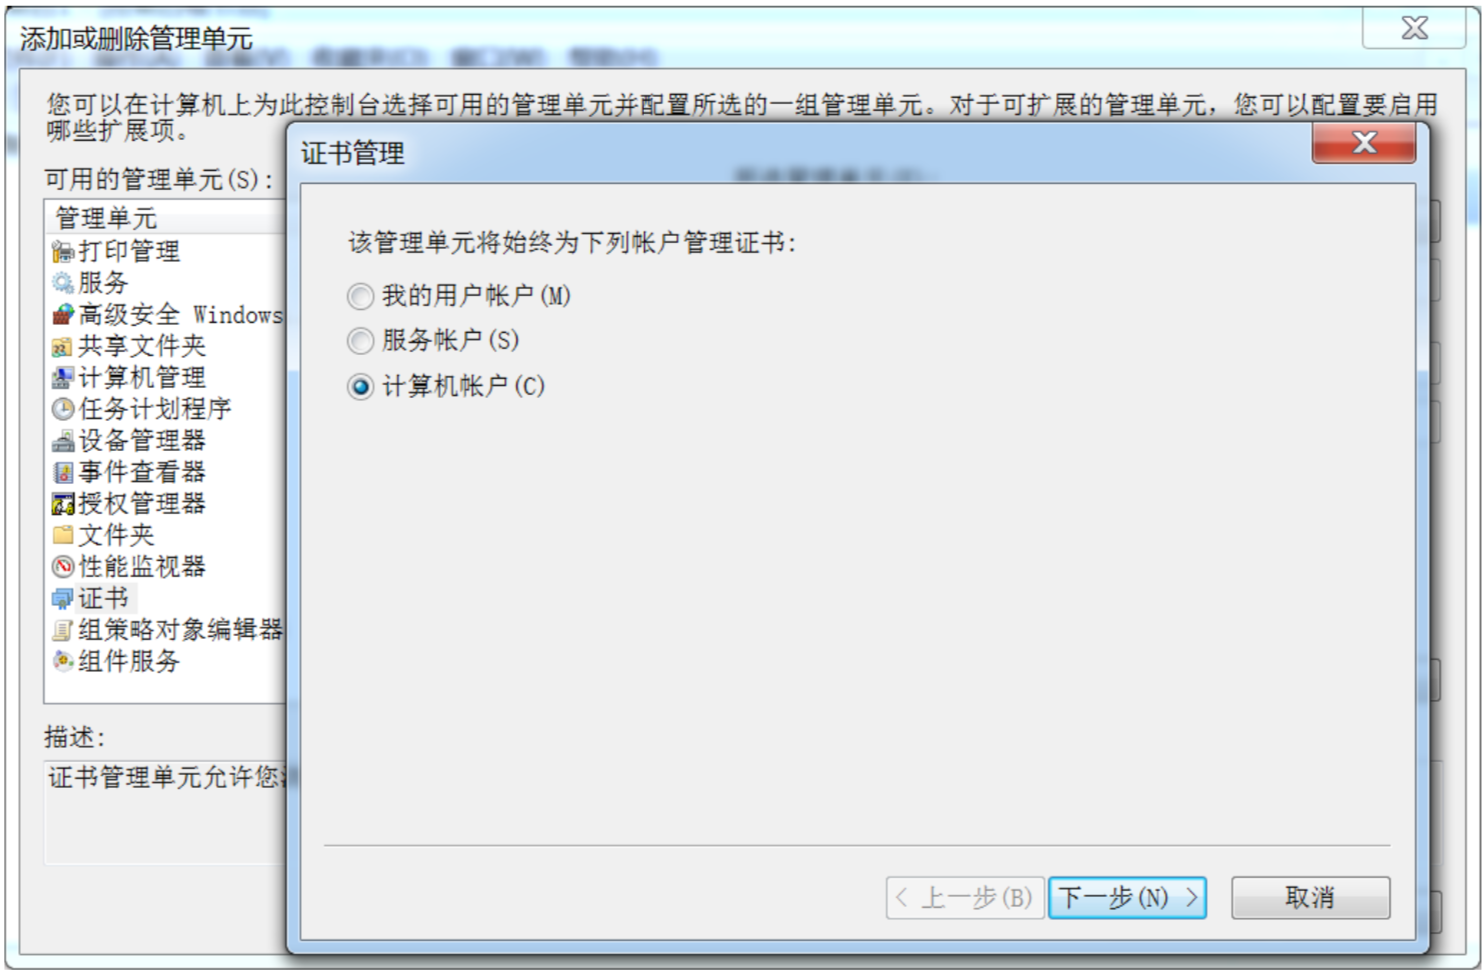 添加或删除管理单元
您可以在计算机上为此控制台选择可用的管理单元并配置所选的一组管理单元。对于可扩展的管理单元，您可以配置要启用
哪些扩展项。
可用的管理单元(S):
管理单元
打印管理
服务
高级安全 Windows
共享文件夹
计算机管理
任务计划程序
设备管理器
事件查看器
授权管理器
文件夹
性能监视器
证书
组策略对象编辑器
组件服务
描述:
证书管理单元允许您
证书管理
该管理单元将始终为下列帐户管理证书:
我的用户帐户(M)
服务帐户(S)
计算机帐户(C)
< 上一步(B)
下一步(N) >
取消